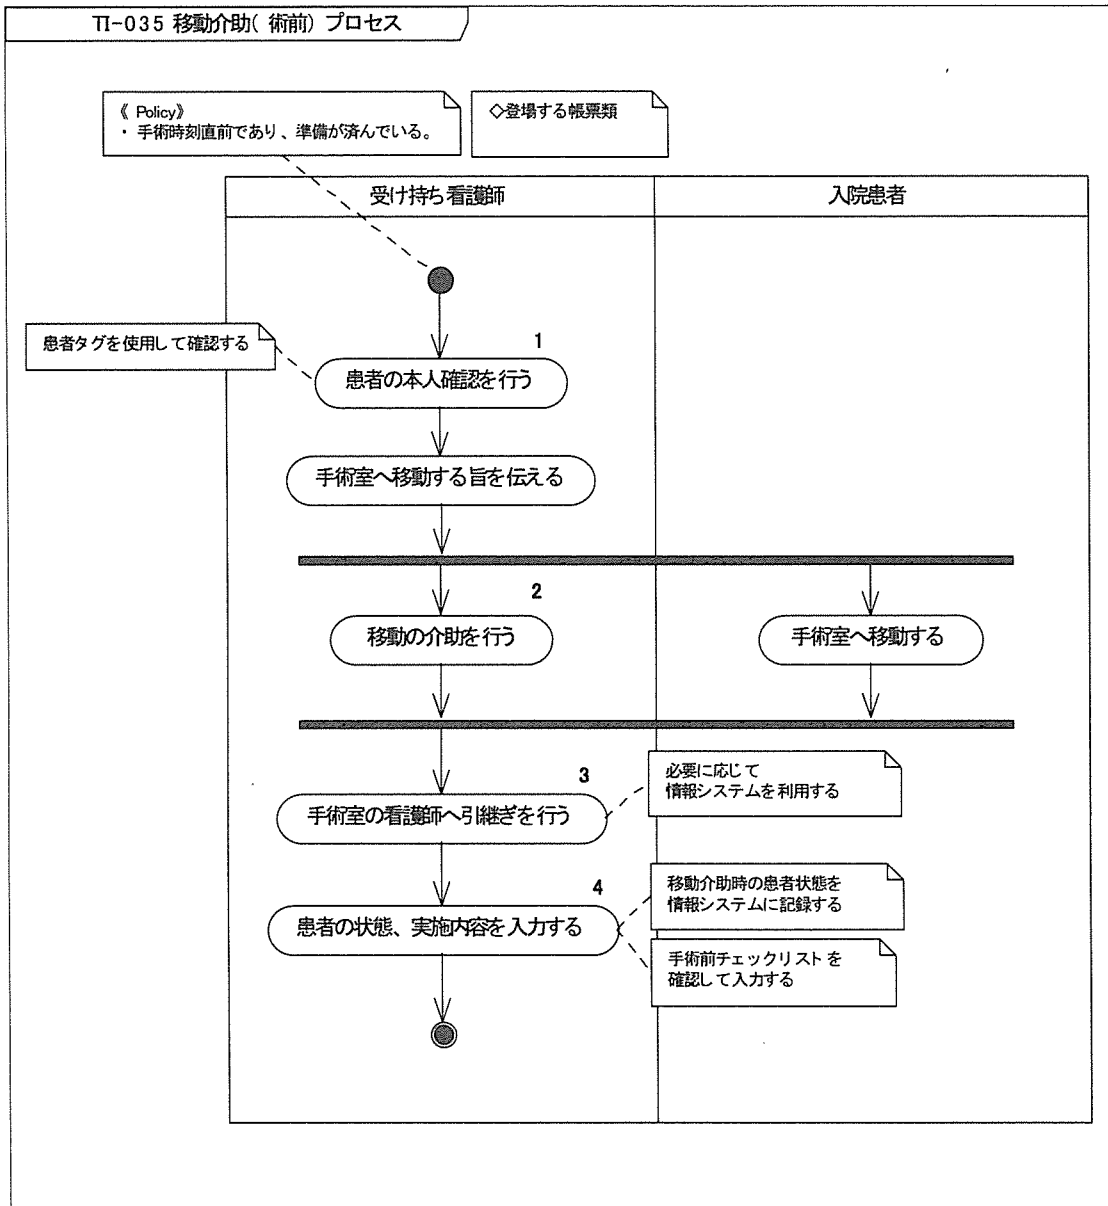 TI-035 移動介助(術前) プロセス
《Policy》
・手術時刻直前であり、準備が済んでいる。
◇登場する帳票類
受け持ち看護師
入院患者
患者タグを使用して確認する
1
患者の本人確認を行う
手術室へ移動する旨を伝える
2
移動の介助を行う
手術室へ移動する
3
手術室の看護師へ引継ぎを行う
必要に応じて
情報システムを利用する
4
患者の状態、実施内容を入力する
移動介助時の患者状態を
情報システムに記録する
手術前チェックリストを
確認して入力する